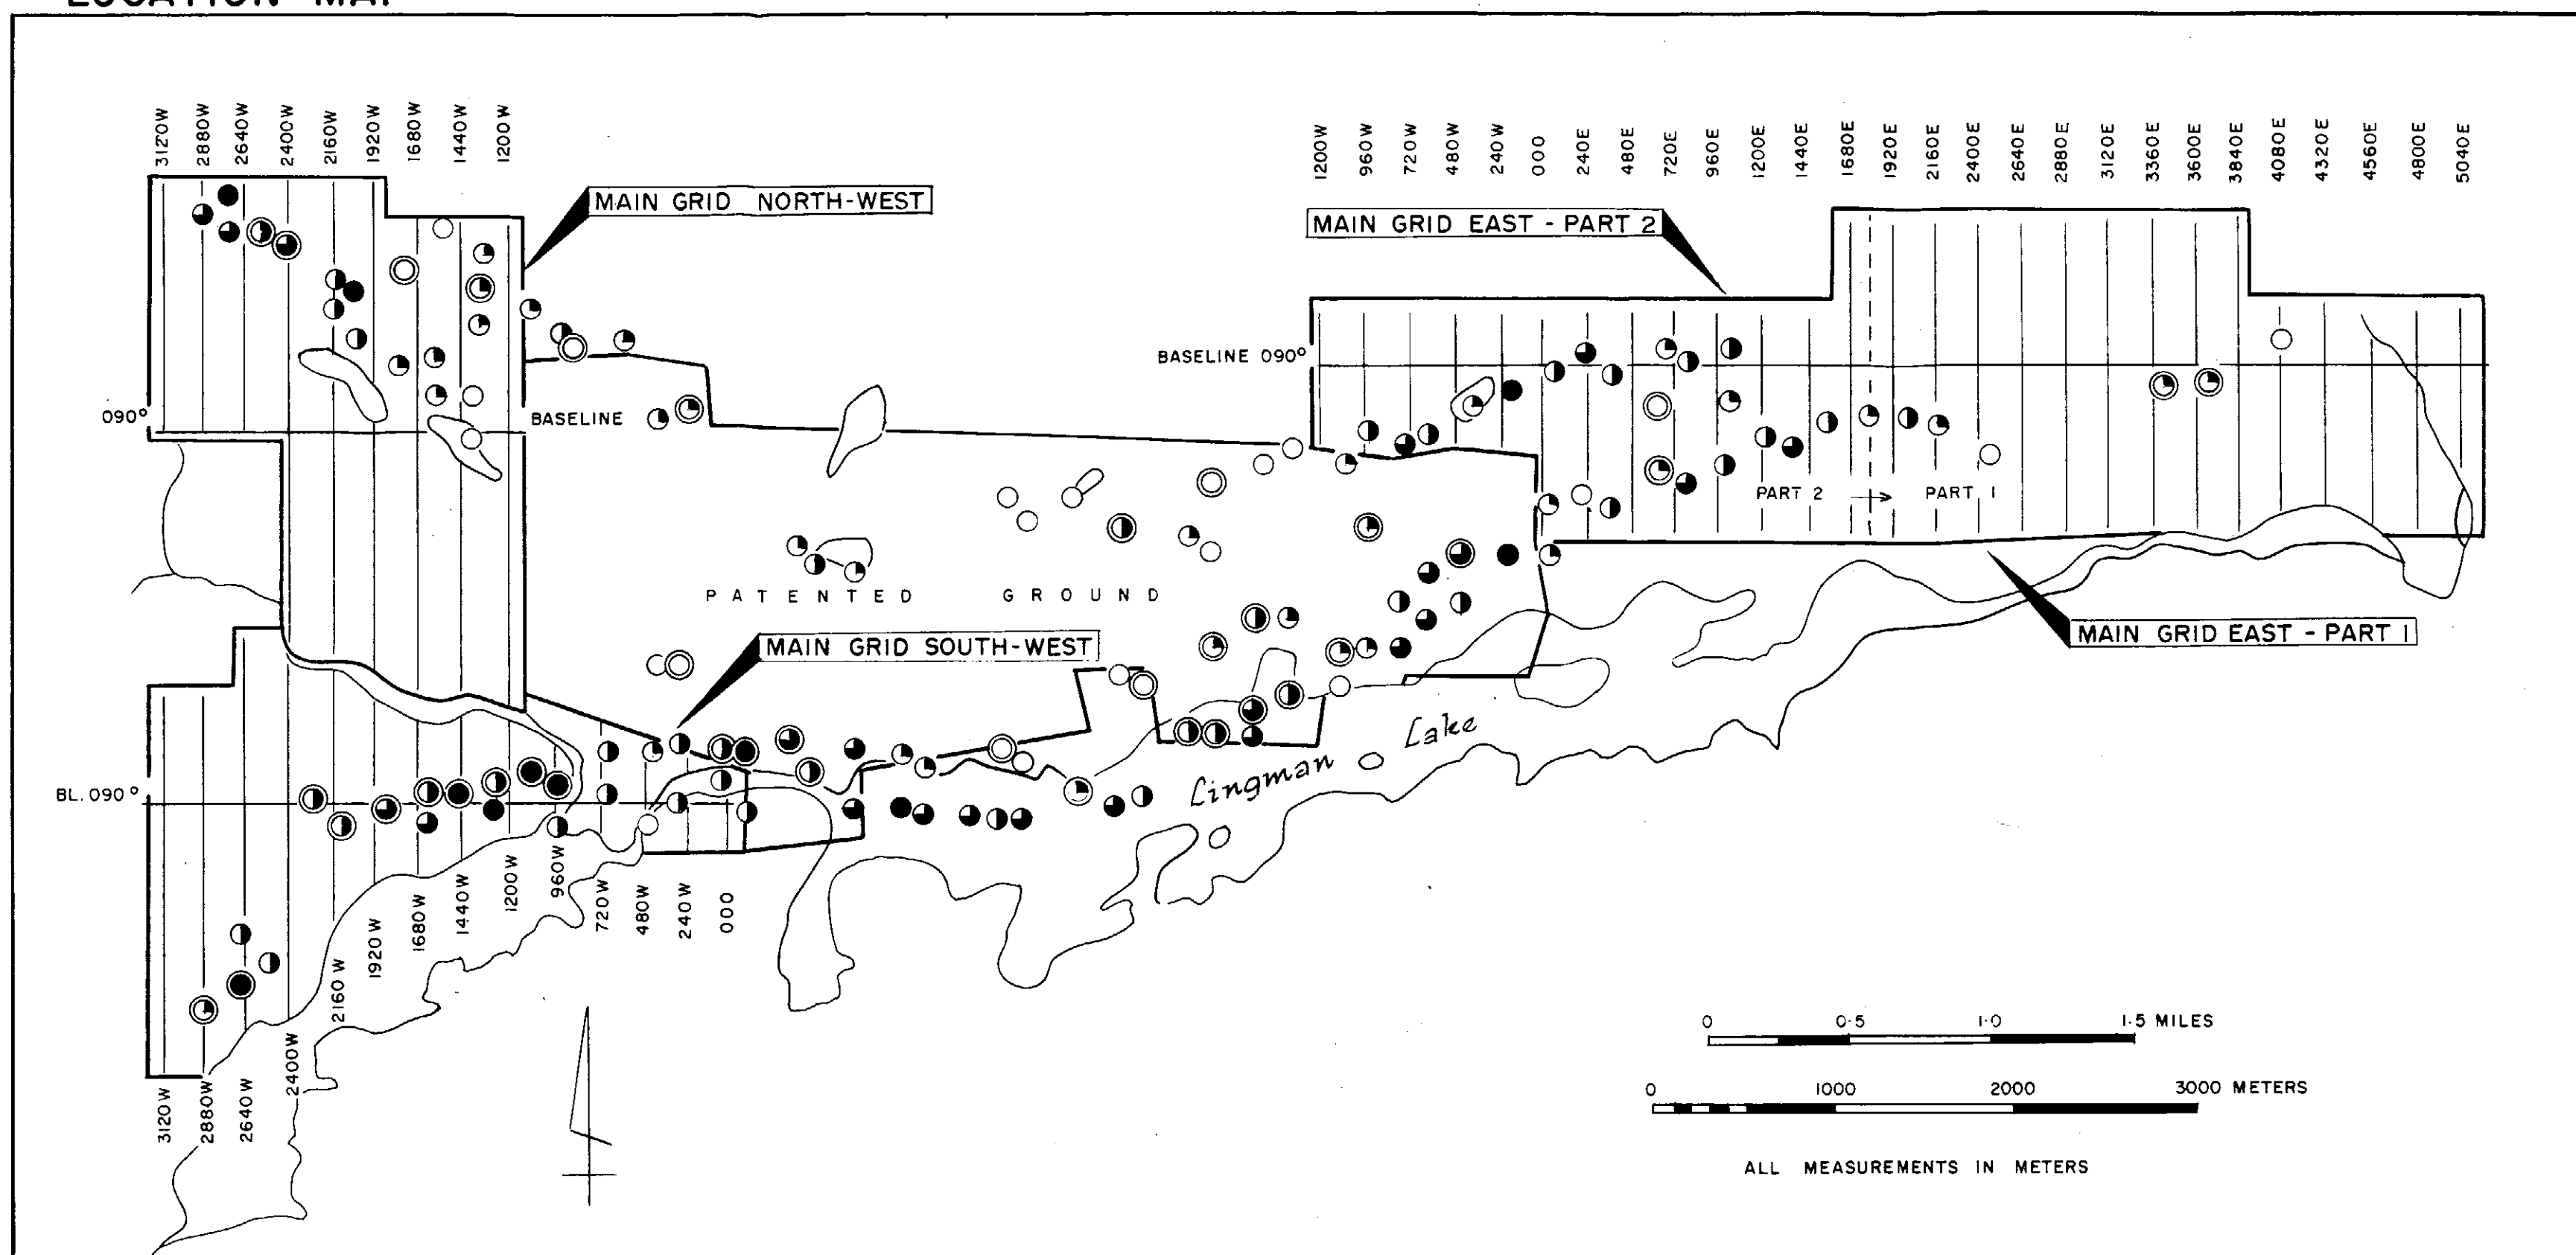 LOCATION MAP
3120W 2880W 2640W 2400W 2160W 1920W 1680W 1440W 1200W
1200W 960W 720W 480W 240W 000 240E 480E 720E 960E 1200E 1440E 1680E 1920E 2160E 2400E 2640E 2880E 3120E 3360E 3600E 3840E 4080E 4320E 4560E 4800E 5040E
MAIN GRID NORTH-WEST
MAIN GRID EAST - PART 2
BASELINE 090°
090°
BASELINE
PART 2 → PART 1
PATENTED GROUND
MAIN GRID SOUTH-WEST
MAIN GRID EAST - PART 1
Lingman Lake
BL. 090°
3120W 2880W 2640W 2400W 2160W 1920W 1680W 1440W 1200W 960W 720W 480W 240W 000
0 0.5 1.0 1.5 MILES
0 1000 2000 3000 METERS
ALL MEASUREMENTS IN METERS